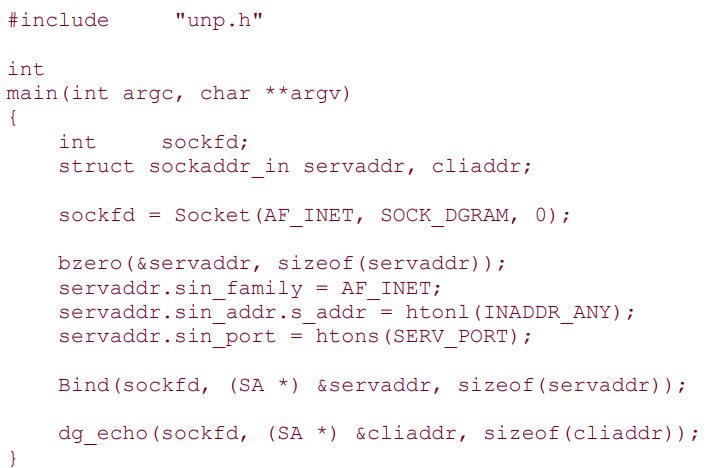 #include     "unp.h"

int
main(int argc, char **argv)
{
    int     sockfd;
    struct sockaddr_in servaddr, cliaddr;

    sockfd = Socket(AF_INET, SOCK_DGRAM, 0);

    bzero(&servaddr, sizeof(servaddr));
    servaddr.sin_family = AF_INET;
    servaddr.sin_addr.s_addr = htonl(INADDR_ANY);
    servaddr.sin_port = htons(SERV_PORT);

    Bind(sockfd, (SA *) &servaddr, sizeof(servaddr));

    dg_echo(sockfd, (SA *) &cliaddr, sizeof(cliaddr));
}